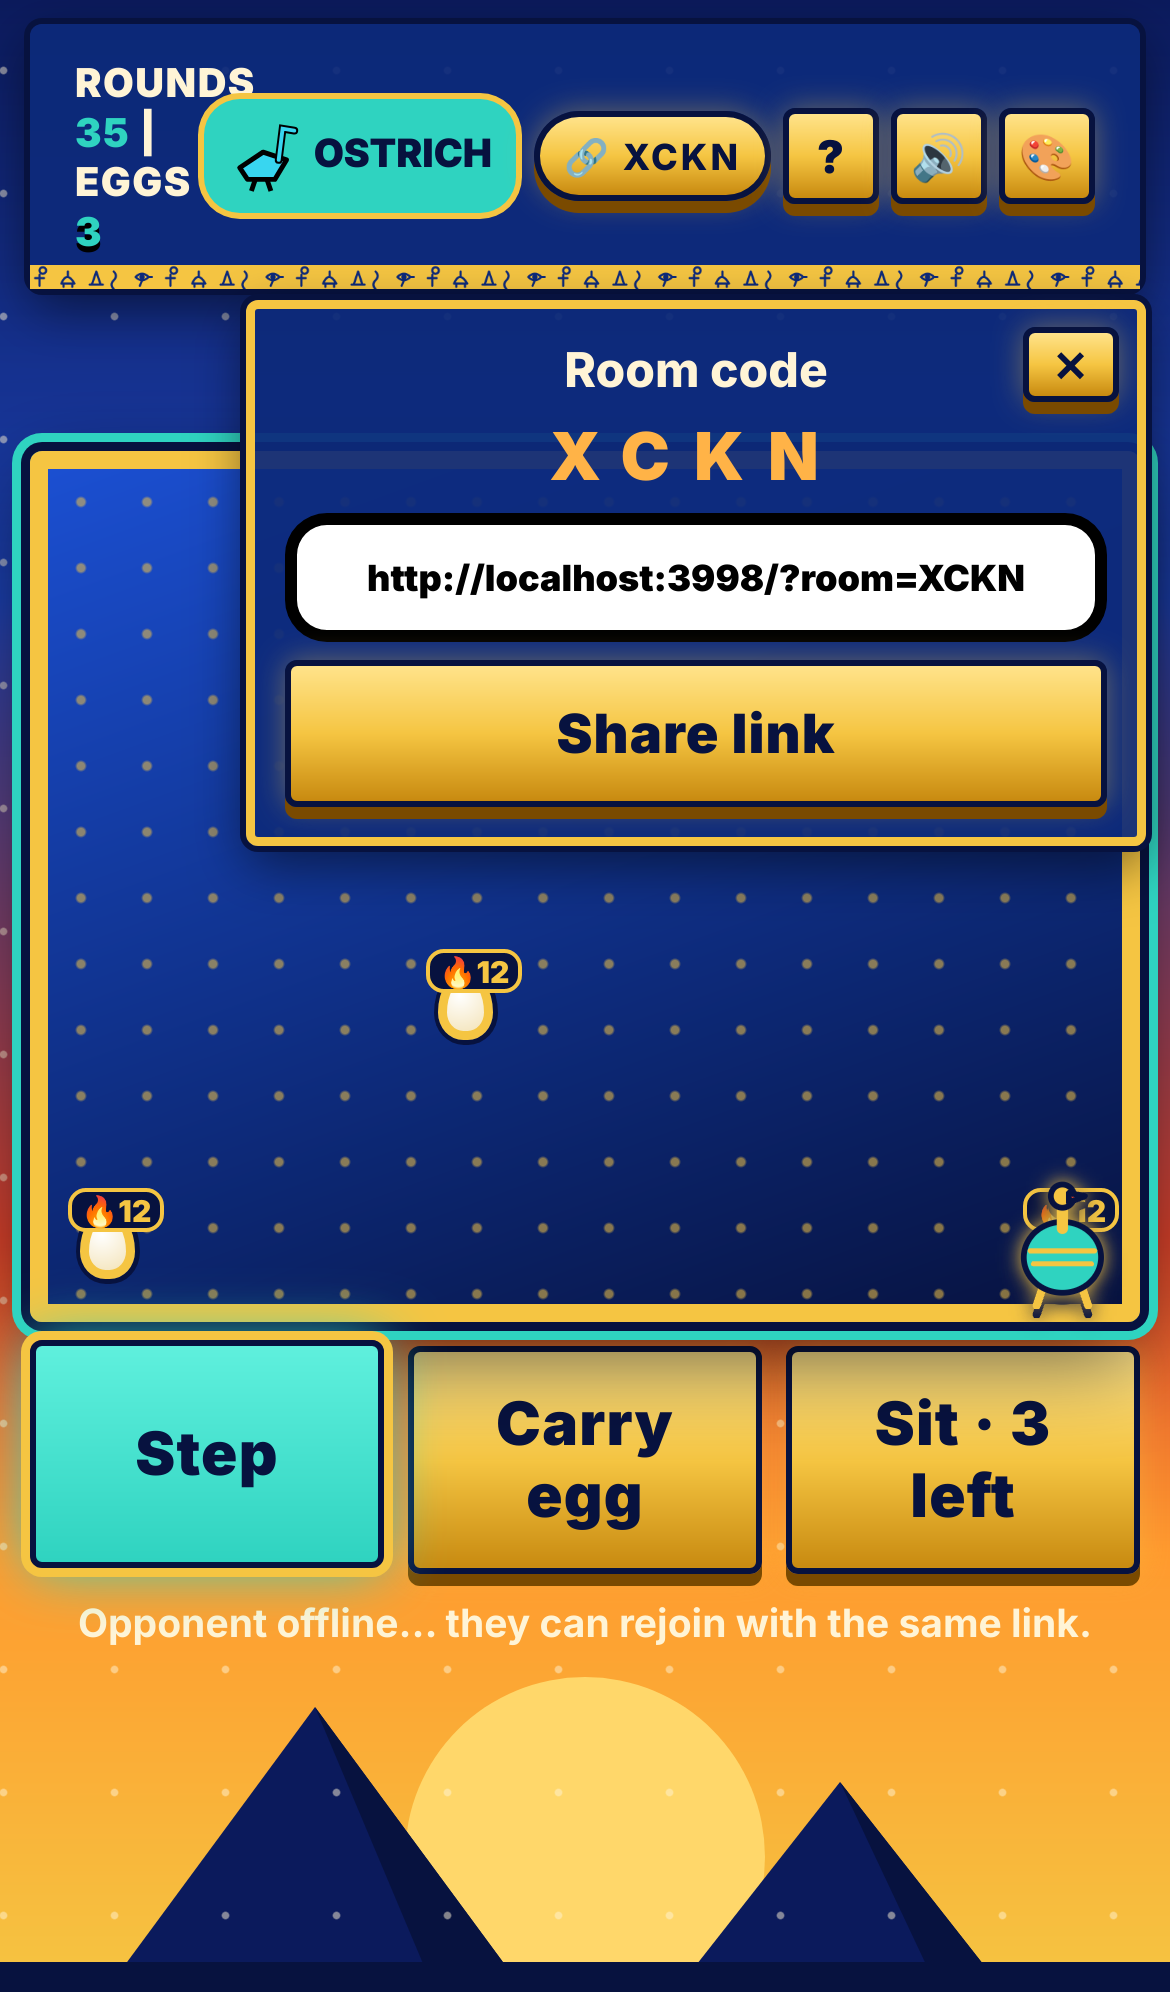 ROUNDS
35 |
EGGS
3
OSTRICH
XCKN
?
Room code
✕
XCKN
http://localhost:3998/?room=XCKN
Share link
12
12
Step
Carry
egg
Sit · 3
left
Opponent offline... they can rejoin with the same link.